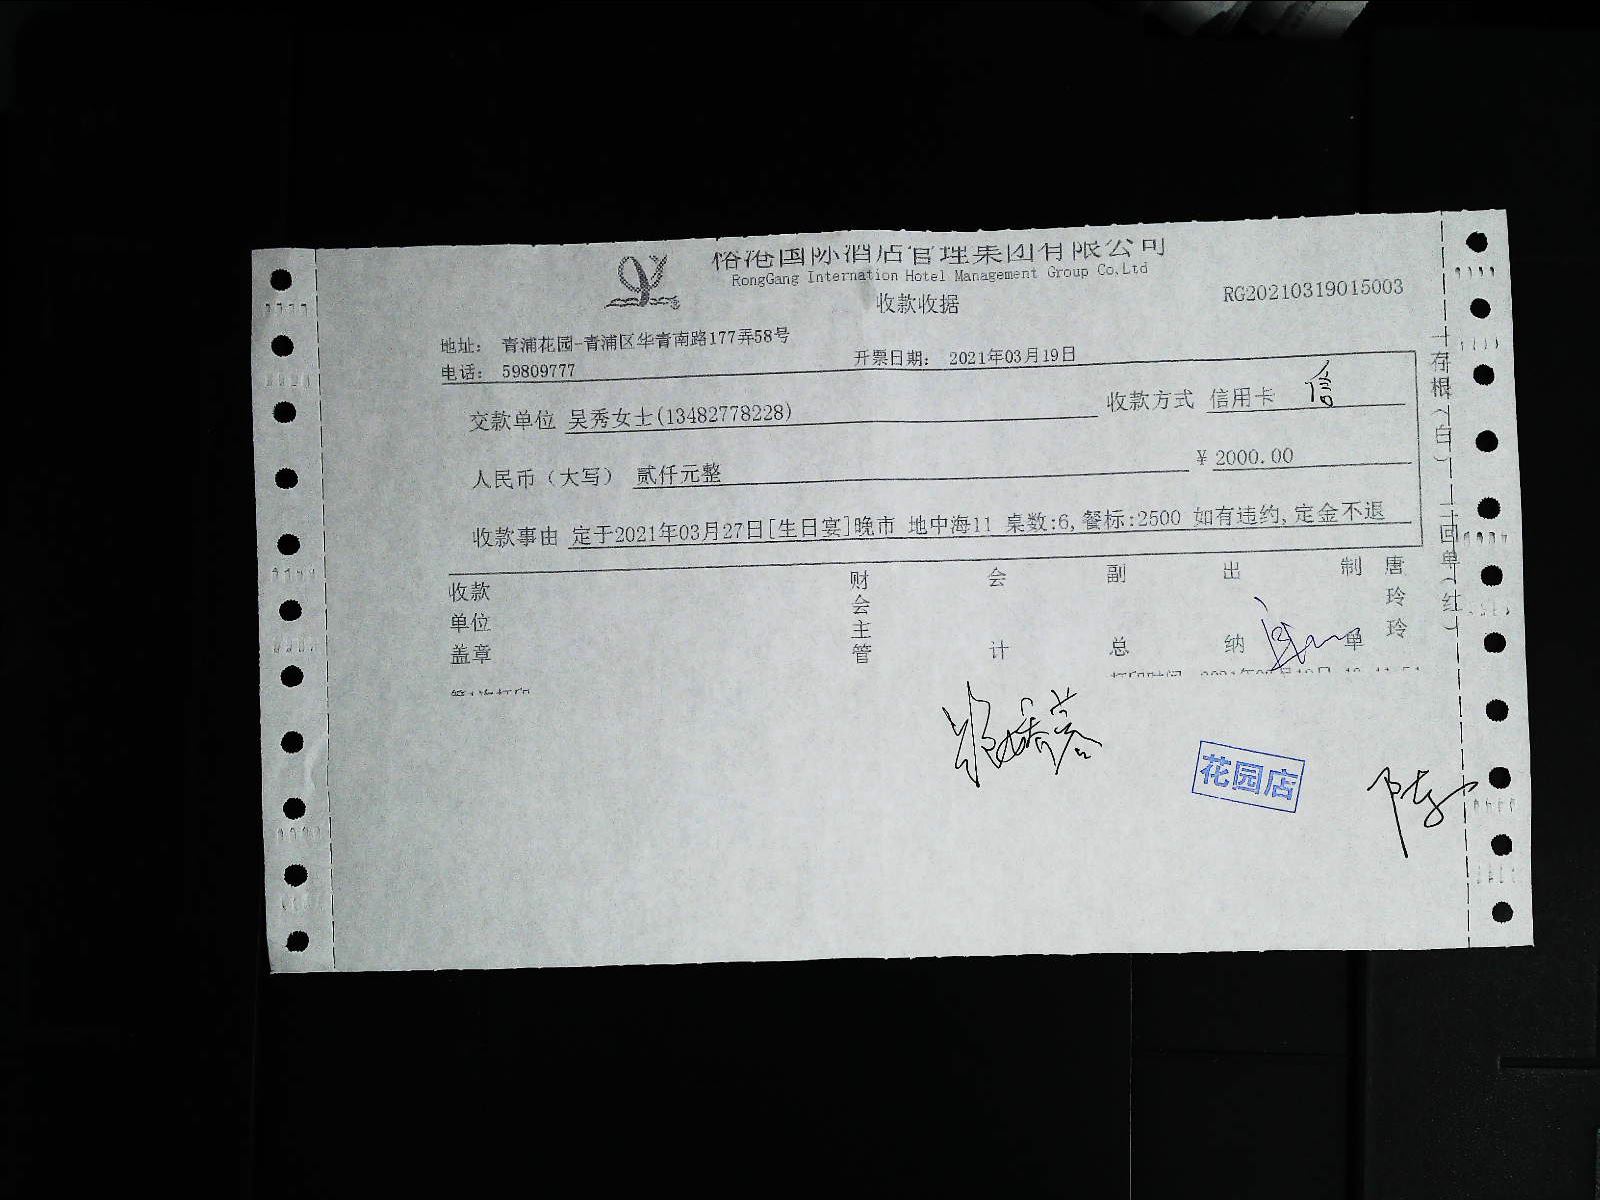 榕港国际酒店管理集团有限公司
RongGang Internation Hotel Management Group Co.Ltd
收款收据
RG20210319015003
地址： 青浦花园-青浦区华青南路177弄58号
电话： 59809777
开票日期： 2021年03月19日
交款单位 吴秀女士(13482778228)
收款方式 信用卡 信
人民币（大写） 贰仟元整
￥2000.00
收款事由 定于2021年03月27日[生日宴]晚市 地中海11 桌数:6,餐标:2500 如有违约,定金不退
收款单位盖章
财会主管
会计
副总
出纳
制单
唐玲玲
存根(白)
回单(红)
花园店